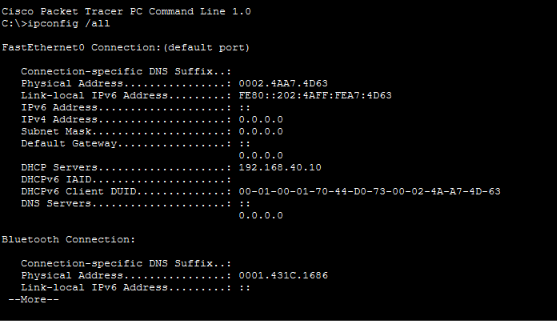 Cisco Packet Tracer PC Command Line 1.0
C:\>ipconfig /all
FastEthernet0 Connection:(default port)
Connection-specific DNS Suffix..:
Physical Address................: 0002.4AA7.4D63
Link-local IPv6 Address.........: FE80::202:4AFF:FEA7:4D63
IPv6 Address....................: ::
IPv4 Address....................: 0.0.0.0
Subnet Mask.....................: 0.0.0.0
Default Gateway.................: ::
0.0.0.0
DHCP Servers....................: 192.168.40.10
DHCPv6 IAID.....................:
DHCPv6 Client DUID..............: 00-01-00-01-70-44-D0-73-00-02-4A-A7-4D-63
DNS Servers.....................: ::
0.0.0.0
Bluetooth Connection:
Connection-specific DNS Suffix..:
Physical Address................: 0001.431C.1686
Link-local IPv6 Address.........: ::
--More--